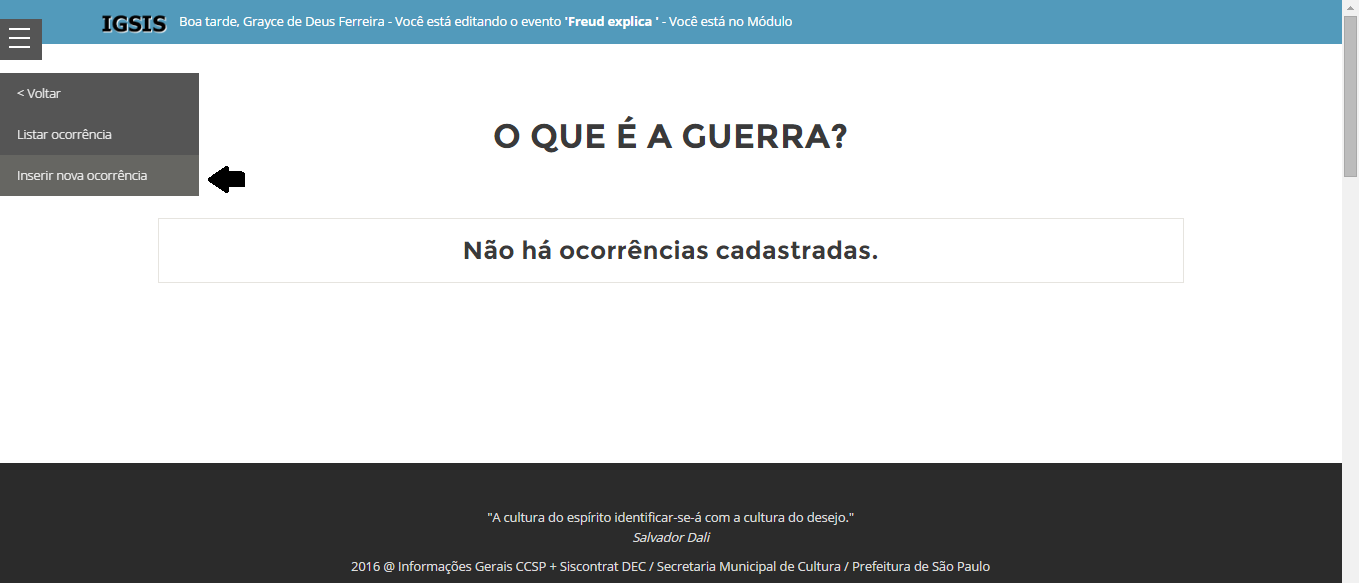 IGSIS Boa tarde, Grayce de Deus Ferreira - Você está editando o evento 'Freud explica ' - Você está no Módulo
< Voltar
Listar ocorrência
Inserir nova ocorrência
O QUE É A GUERRA?
Não há ocorrências cadastradas.
"A cultura do espírito identificar-se-á com a cultura do desejo."
Salvador Dali
2016 @ Informações Gerais CCSP + Siscontrat DEC / Secretaria Municipal de Cultura / Prefeitura de São Paulo